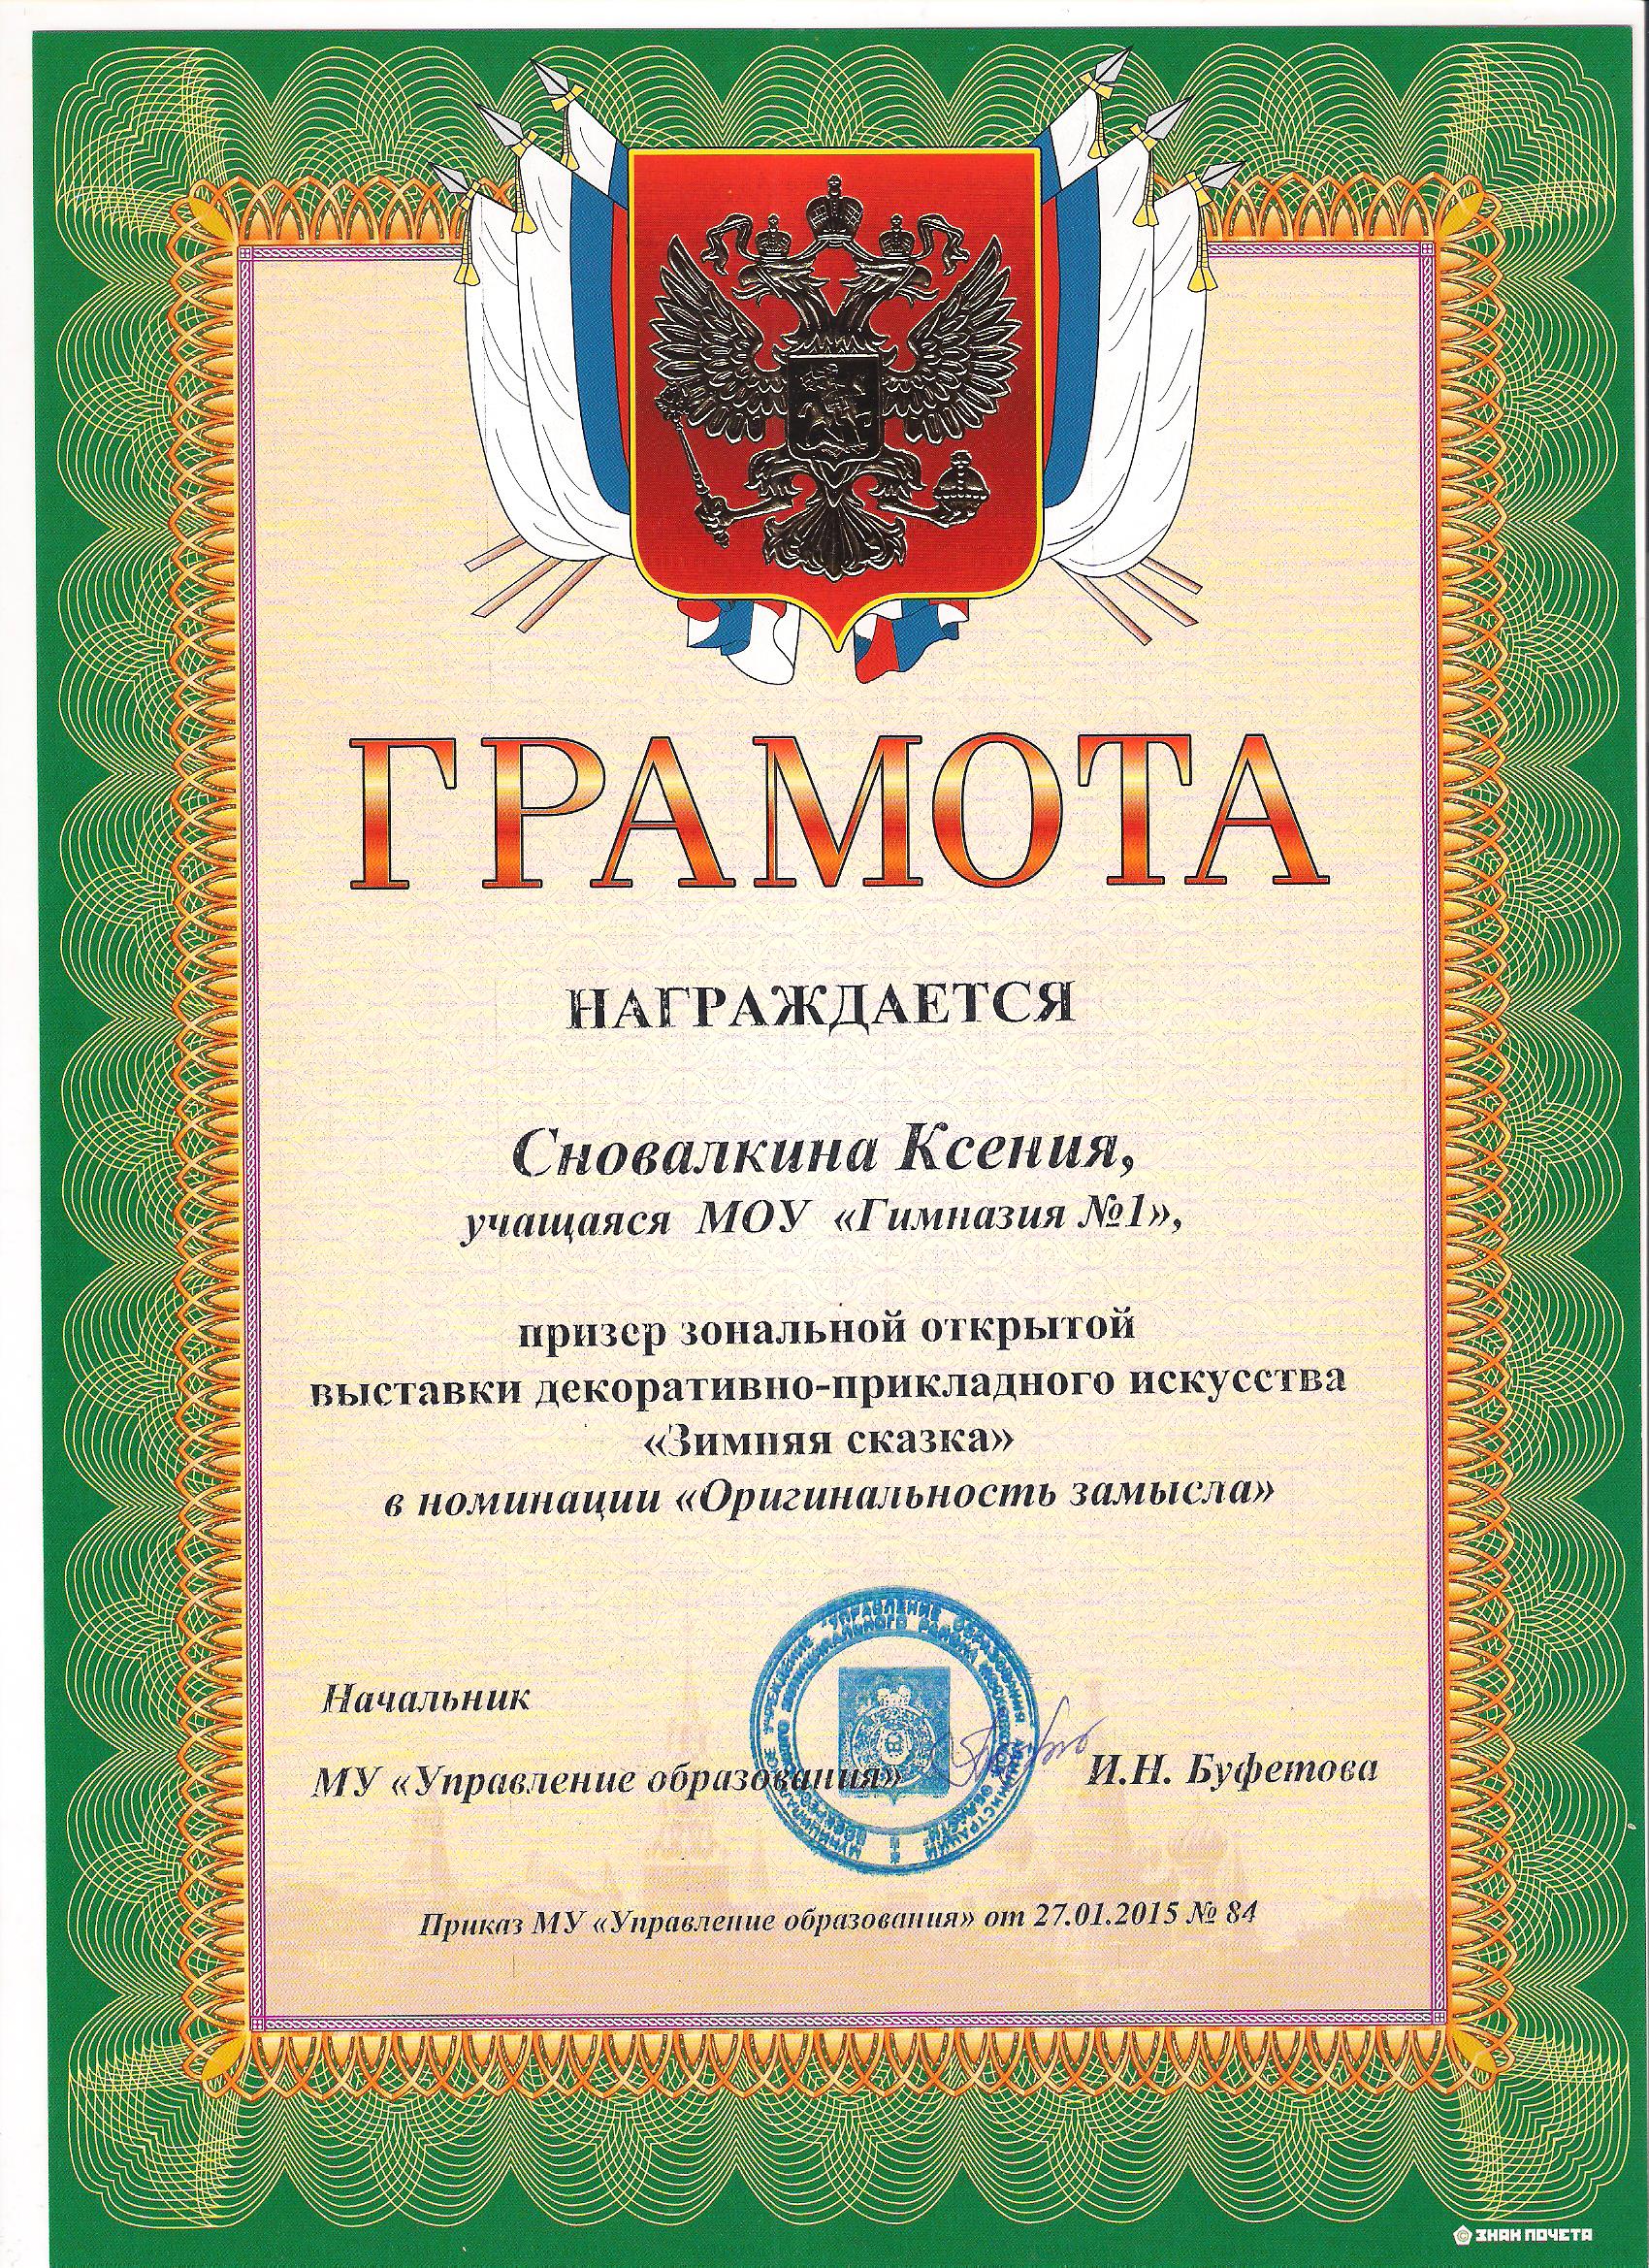 ГРАМОТА
НАГРАЖДАЕТСЯ
Сновалкина Ксения,
учащаяся МОУ «Гимназия №1»,
призер зональной открытой
выставки декоративно-прикладного искусства
«Зимняя сказка»
в номинации «Оригинальность замысла»
Начальник
МУ «Управление образования»
И.Н. Буфетова
Приказ МУ «Управление образования» от 27.01.2015 № 84
ЗНАК ПОЧЕТА